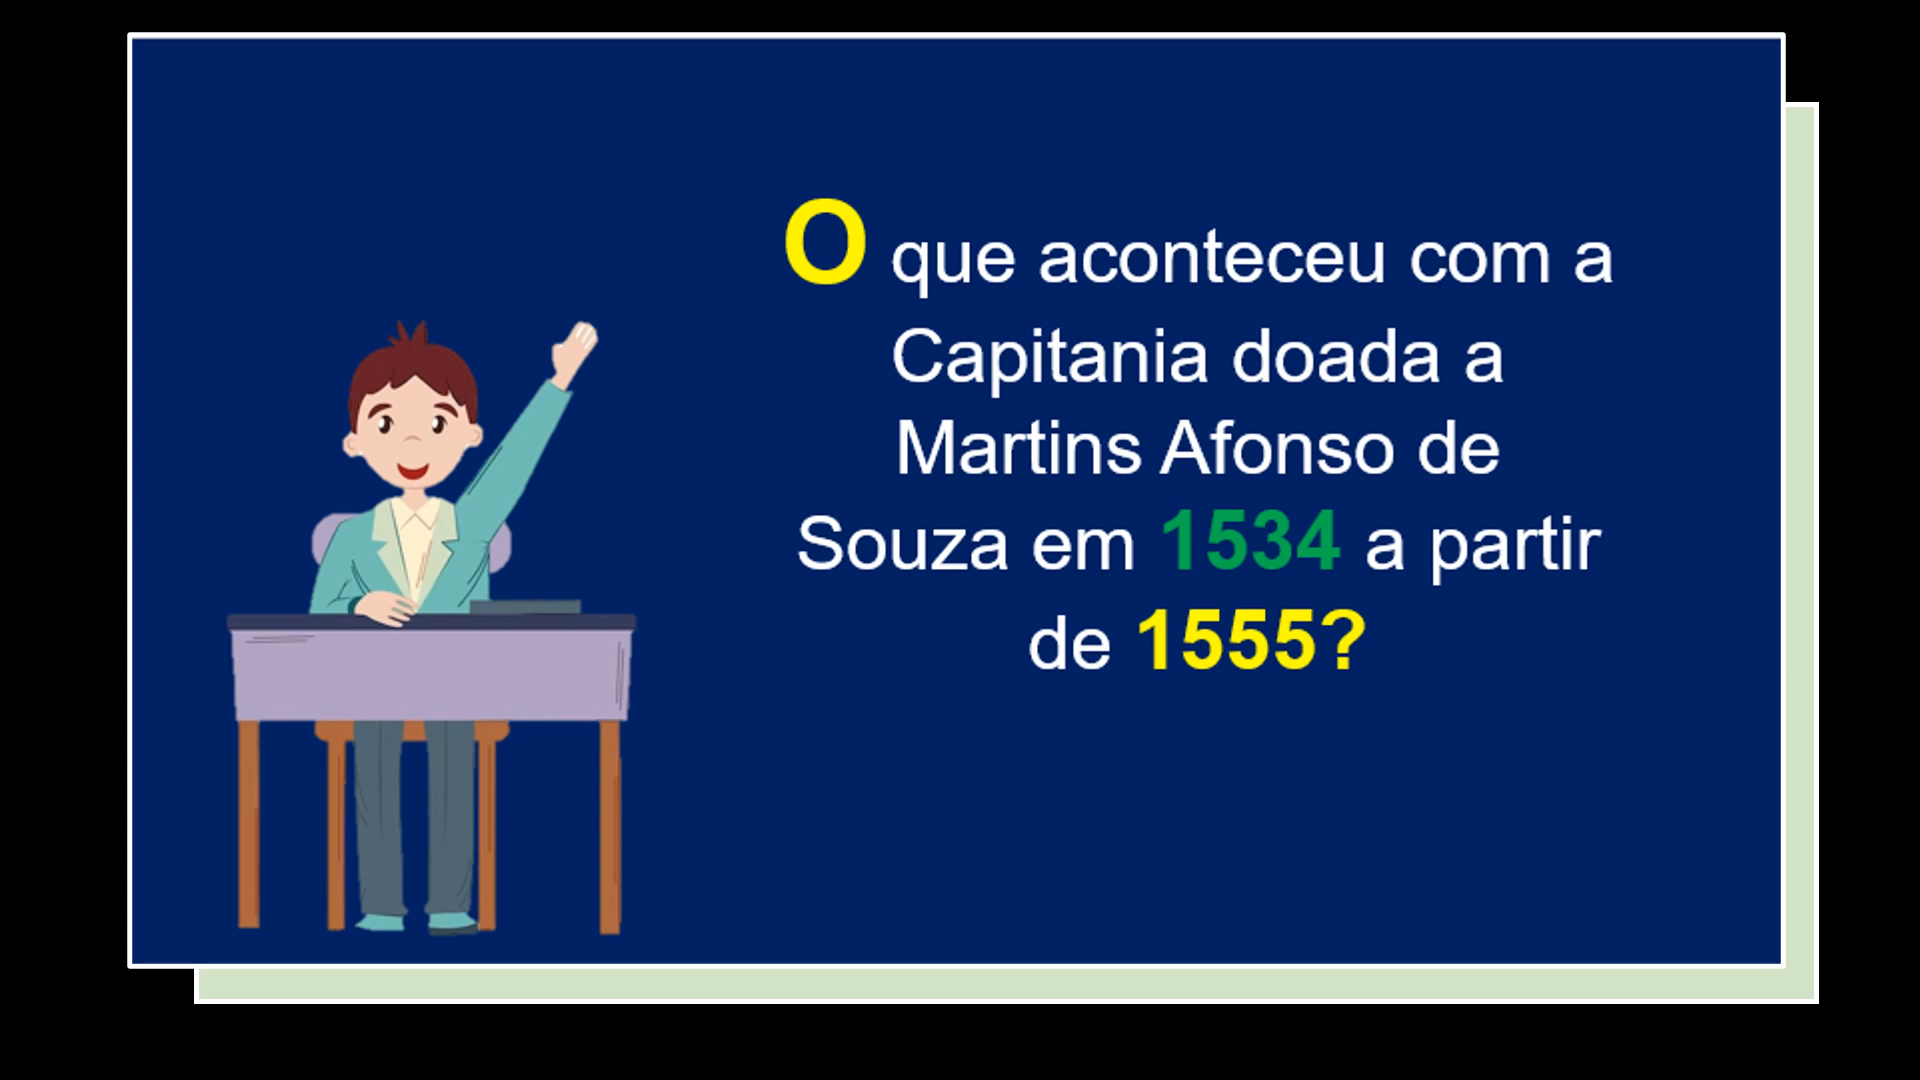 O que aconteceu com a
Capitania doada a
Martins Afonso de
Souza em 1534 a partir
de 1555?